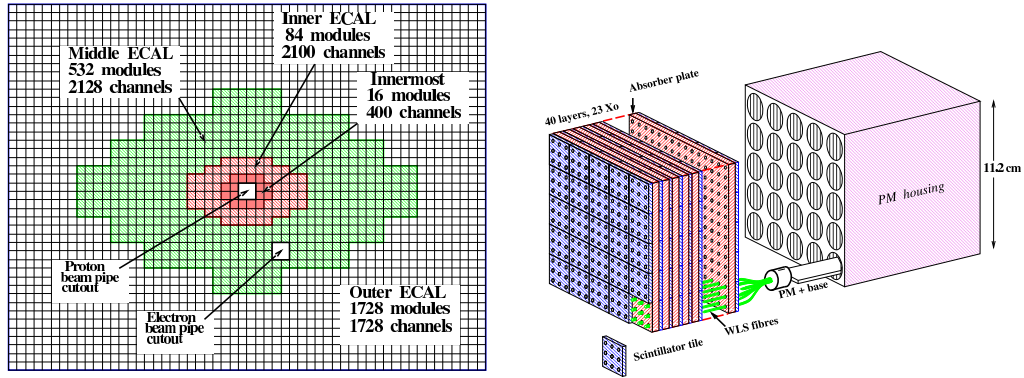 Inner ECAL
84 modules
2100 channels
Middle ECAL
532 modules
2128 channels
Innermost
16 modules
400 channels
Proton
beam pipe
cutout
Electron
beam pipe
cutout
Outer ECAL
1728 modules
1728 channels
Absorber plate
40 layers, 23 Xo
11.2 cm
PM housing
PM + base
WLS fibres
Scintillator tile